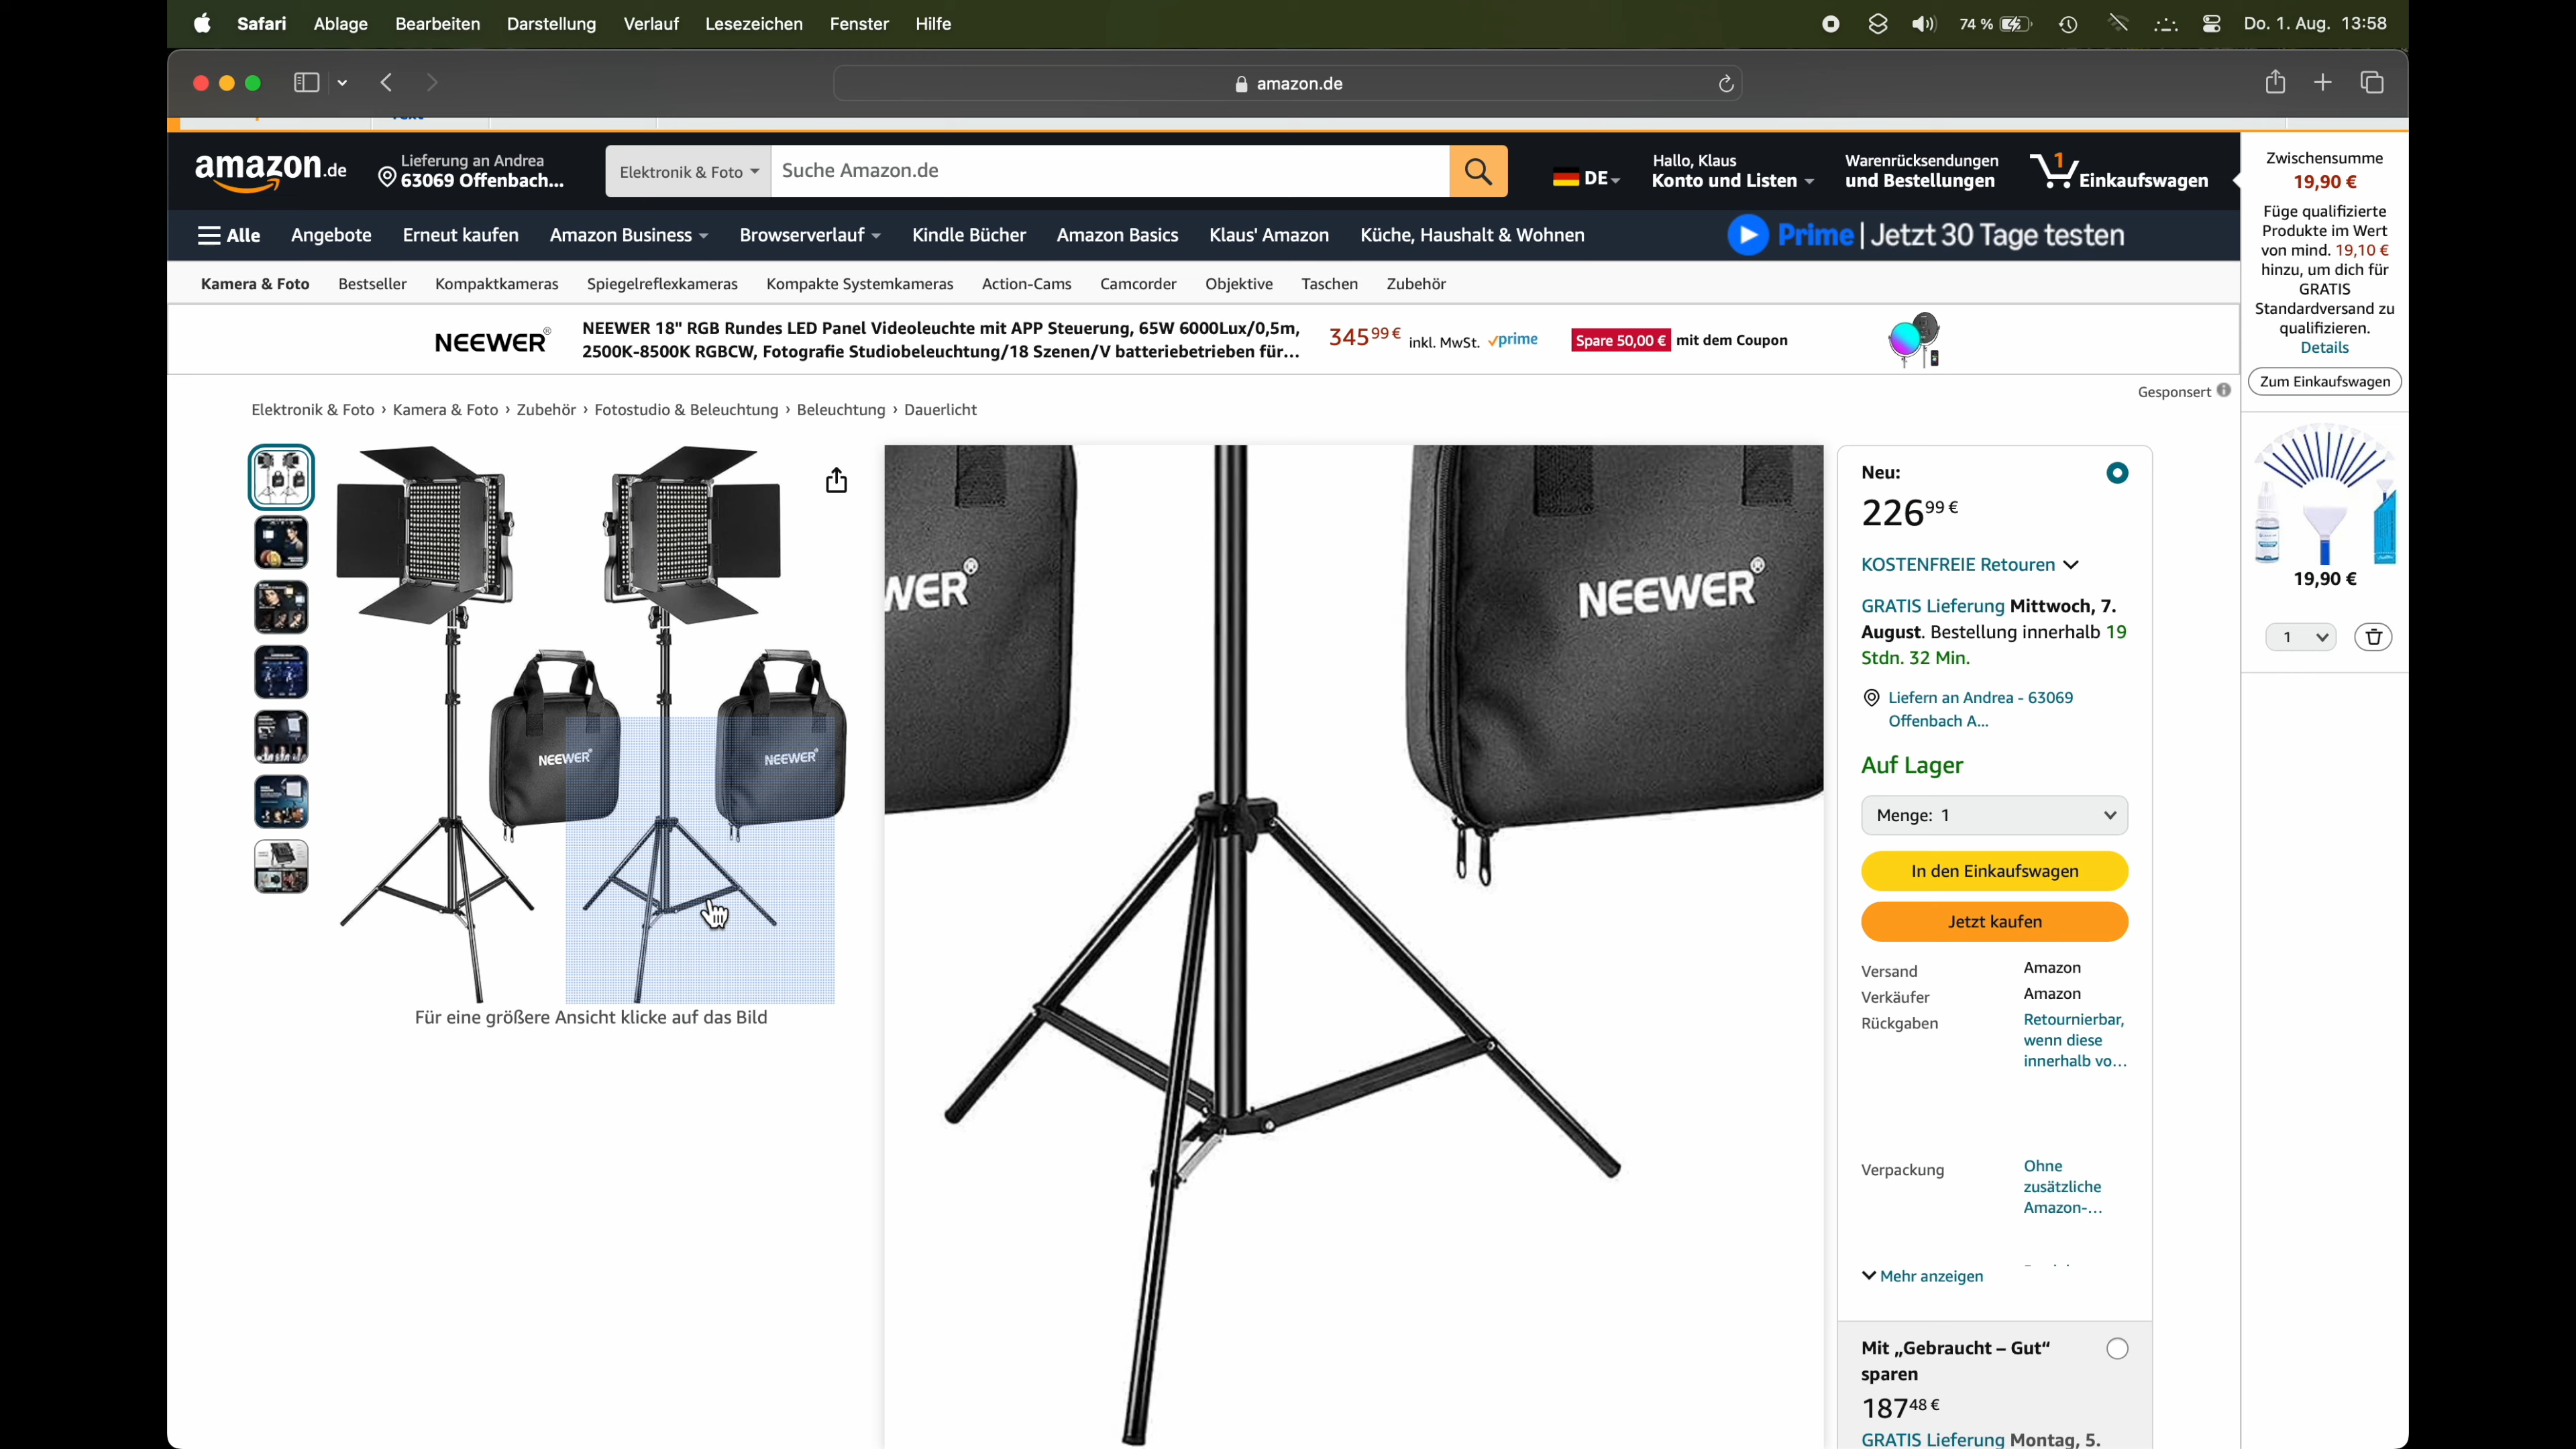 Safari Ablage Bearbeiten Darstellung Verlauf Lesezeichen Fenster Hilfe
74 % Do. 1. Aug. 13:58
amazon.de
amazon.de
Lieferung an Andrea
63069 Offenbach...
Elektronik & Foto
Suche Amazon.de
DE
Hallo, Klaus
Konto und Listen
Warenrücksendungen
und Bestellungen
1
Einkaufswagen
Alle Angebote Erneut kaufen Amazon Business Browserverlauf Kindle Bücher Amazon Basics Klaus' Amazon Küche, Haushalt & Wohnen
Prime | Jetzt 30 Tage testen
Kamera & Foto Bestseller Kompaktkameras Spiegelreflexkameras Kompakte Systemkameras Action-Cams Camcorder Objektive Taschen Zubehör
NEEWER®
NEEWER 18" RGB Rundes LED Panel Videoleuchte mit APP Steuerung, 65W 6000Lux/0,5m,
2500K-8500K RGBCW, Fotografie Studiobeleuchtung/18 Szenen/V batteriebetrieben für...
345 99 € inkl. MwSt. prime
Spare 50,00 € mit dem Coupon
Gesponsert
Elektronik & Foto › Kamera & Foto › Zubehör › Fotostudio & Beleuchtung › Beleuchtung › Dauerlicht
NEEWER®
NEEWER®
Für eine größere Ansicht klicke auf das Bild
WER®
NEEWER®
Neu:
226 99 €
KOSTENFREIE Retouren
GRATIS Lieferung Mittwoch, 7.
August. Bestellung innerhalb 19
Stdn. 32 Min.
Liefern an Andrea - 63069
Offenbach A...
Auf Lager
Menge: 1
In den Einkaufswagen
Jetzt kaufen
Versand Amazon
Verkäufer Amazon
Rückgaben Retournierbar,
wenn diese
innerhalb vo...
Verpackung Ohne
zusätzliche
Amazon-...
Mehr anzeigen
Mit „Gebraucht – Gut“
sparen
187 48 €
GRATIS Lieferung Montag, 5.
Zwischensumme
19,90 €
Füge qualifizierte
Produkte im Wert
von mind. 19,10 €
hinzu, um dich für
GRATIS
Standardversand zu
qualifizieren.
Details
Zum Einkaufswagen
19,90 €
1